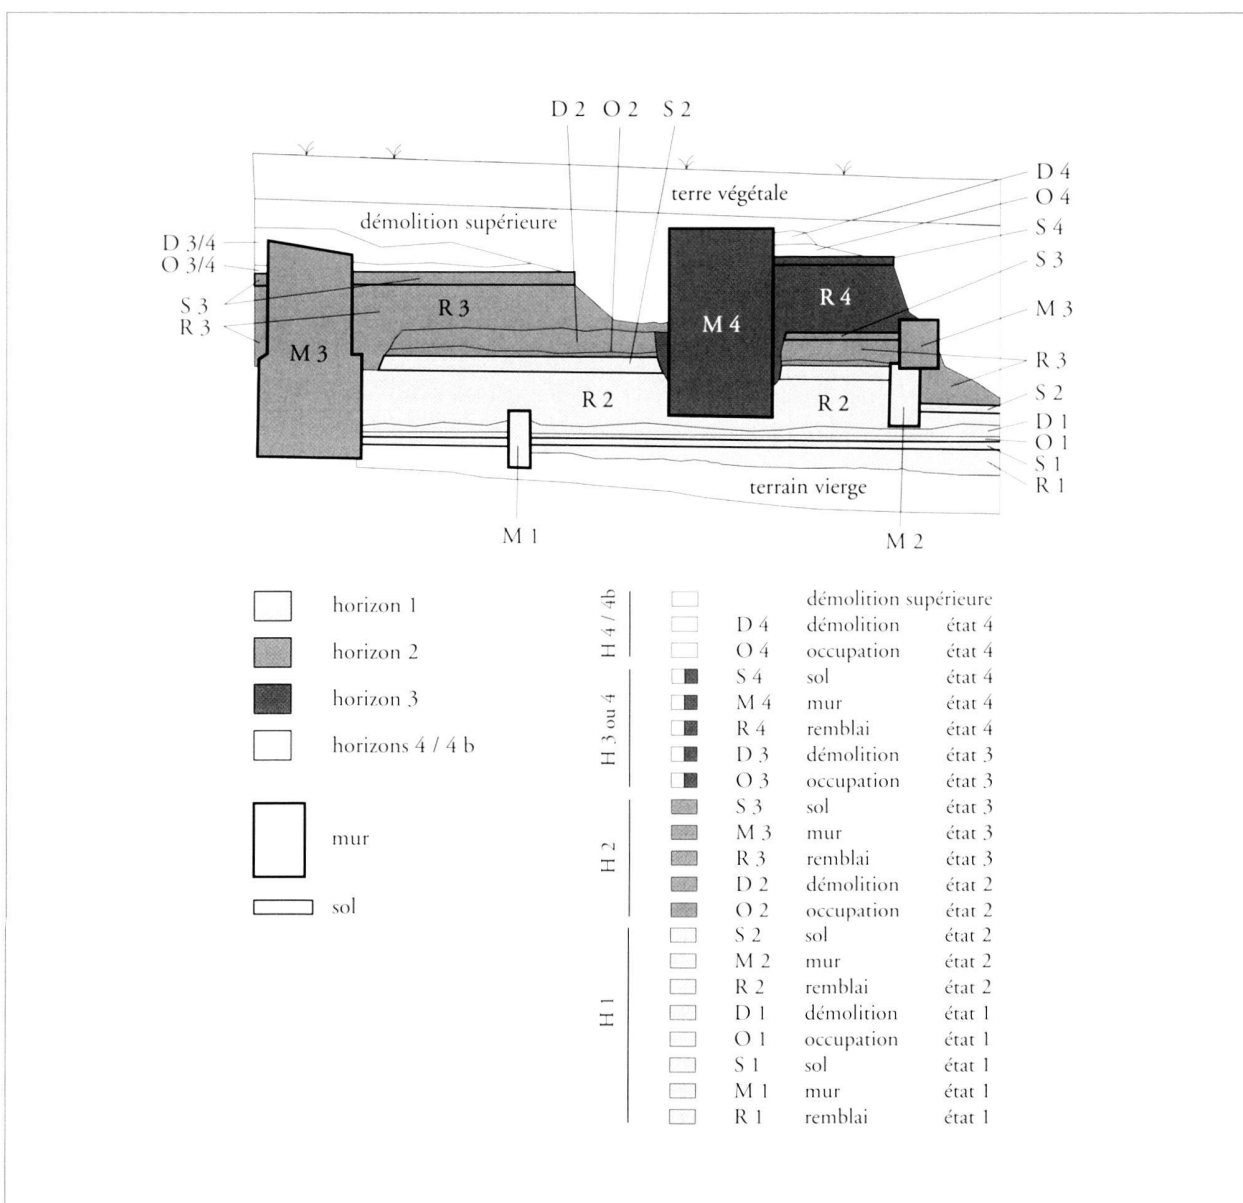 D 2 O 2 S 2
D 4
terre végétale
O 4
démolition supérieure
S 4
D 3/4
O 3/4
S 3
S 3
R 3
R 4
M 3
R 3
M 4
M 3
R 3
R 2
R 2
S 2
D 1
O 1
S 1
terrain vierge
R 1
M 1
M 2
horizon 1
horizon 2
horizon 3
horizons 4 / 4 b
mur
sol
H 4 / 4b
H 3 ou 4
H 2
H 1
démolition supérieure
D 4 démolition état 4
O 4 occupation état 4
S 4 sol état 4
M 4 mur état 4
R 4 remblai état 4
D 3 démolition état 3
O 3 occupation état 3
S 3 sol état 3
M 3 mur état 3
R 3 remblai état 3
D 2 démolition état 2
O 2 occupation état 2
S 2 sol état 2
M 2 mur état 2
R 2 remblai état 2
D 1 démolition état 1
O 1 occupation état 1
S 1 sol état 1
M 1 mur état 1
R 1 remblai état 1